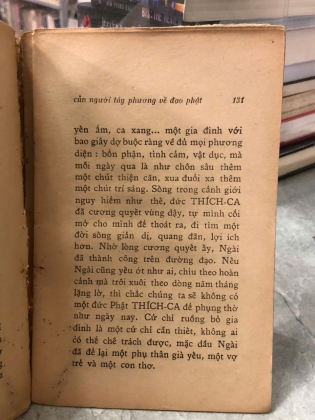 của người tây phương về đạo phật 131
yền ấm, ca xang... một gia đình với
bao giây dợ buộc ràng về đủ mọi phương
diện : bổn phận, tình cảm, vật dục, mà
mỗi ngày qua là như chôn sâu thêm
một chút thiện căn, xua đuổi xa thêm
một chút trí sáng. Sống trong cảnh giới
nguy hiểm như thế, đức THÍCH-CA
đã cương quyết vùng dậy, tự mình cổi
mở cho mình để thoát ra, đi tìm một
đời sống giản dị, quang đãn, lợi ích
hơn. Nhờ lòng cương quyết ấy, Ngài
đã thành công trên đường đạo. Nếu
Ngài cũng yếu ớt như ai, chịu theo hoàn
cảnh mà trôi xuôi theo dòng năm tháng
lặng lờ, thì chắc chúng ta sẽ không có
một đức Phật THÍCH-CA để phụng thờ
như ngày nay. Cử chỉ ruồng bỏ gia
đình là một cử chỉ cần thiết, không ai
có thể chê trách được, mặc dầu Ngài
đã để lại một phụ thân già yếu, một vợ
trẻ và một con thơ.